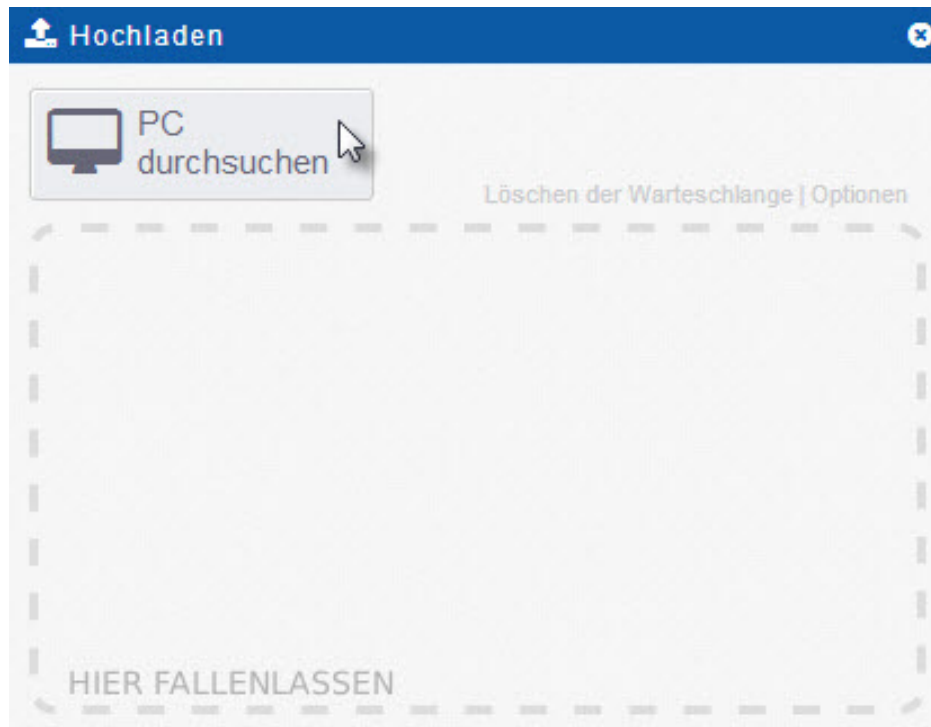 Hochladen
PC
durchsuchen
Löschen der Warteschlange | Optionen
HIER FALLENLASSEN